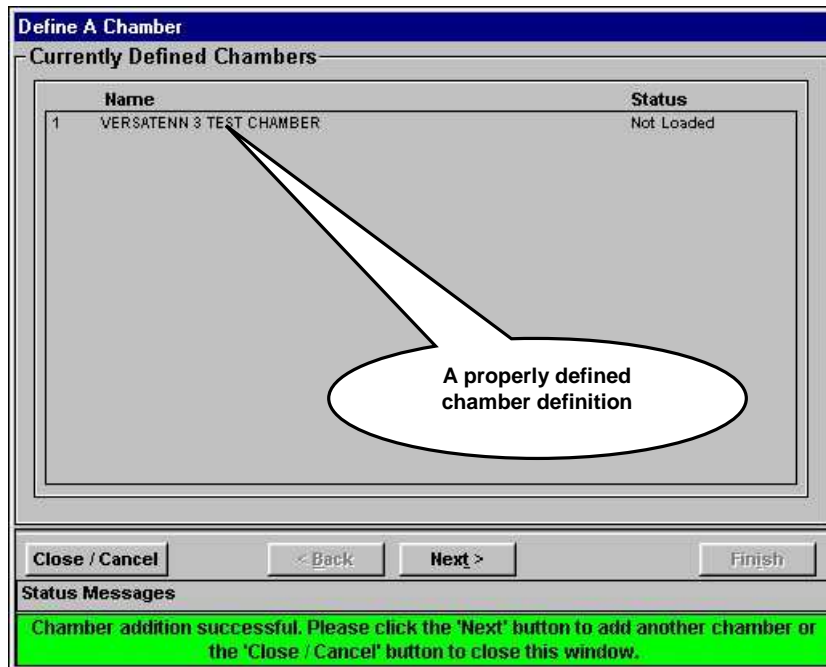 Define A Chamber
Currently Defined Chambers
Name Status
1 VERSATENN 3 TEST CHAMBER Not Loaded
A properly defined
chamber definition
Close / Cancel < Back Next > Finish
Status Messages
Chamber addition successful. Please click the 'Next' button to add another chamber or
the 'Close / Cancel' button to close this window.